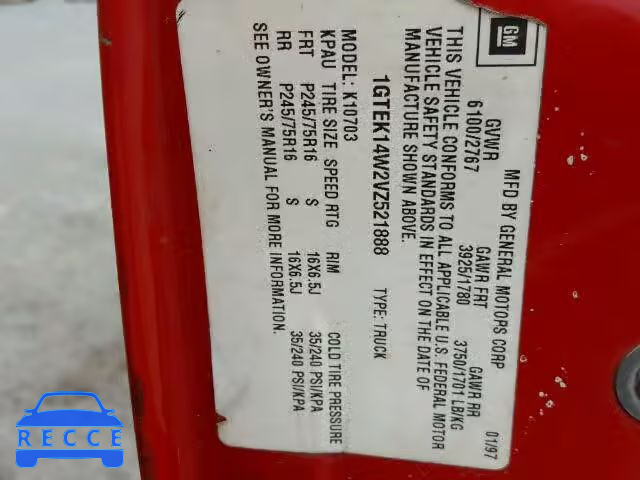 GM
MFD BY GENERAL MOTORS CORP 01/97
GVWR GAWR FRT GAWR RR
6100/2767 3925/1780 3750/1701 LB/KG
THIS VEHICLE CONFORMS TO ALL APPLICABLE U.S. FEDERAL MOTOR
VEHICLE SAFETY STANDARDS IN EFFECT ON THE DATE OF
MANUFACTURE SHOWN ABOVE.
1GTEK14W2VZ521888 TYPE: TRUCK
MODEL: K10703
KPAU TIRE SIZE SPEED RTG RIM COLD TIRE PRESSURE
FRT P245/75R16 S 16X6.5J 35/240 PSI/KPA
RR P245/75R16 S 16X6.5J 35/240 PSI/KPA
SEE OWNER'S MANUAL FOR MORE INFORMATION.
RECCE